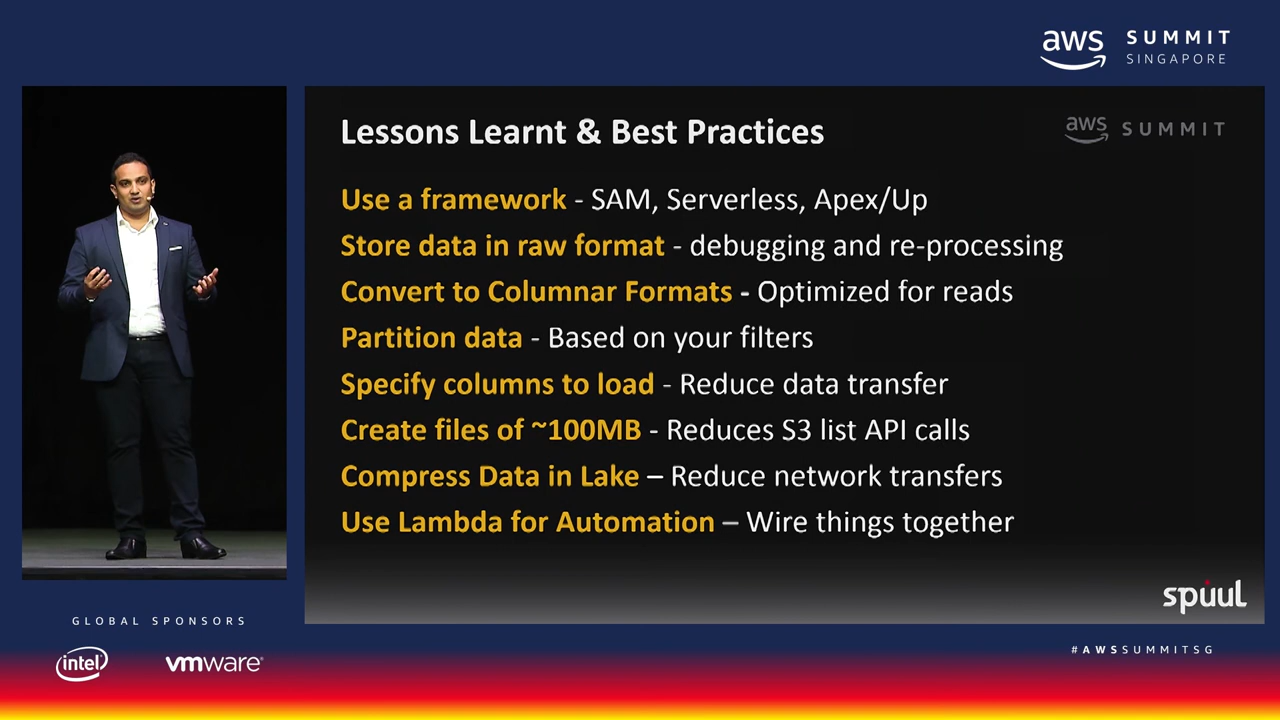 aws SUMMIT
SINGAPORE
Lessons Learnt & Best Practices
aws SUMMIT
Use a framework - SAM, Serverless, Apex/Up
Store data in raw format - debugging and re-processing
Convert to Columnar Formats - Optimized for reads
Partition data - Based on your filters
Specify columns to load - Reduce data transfer
Create files of ~100MB - Reduces S3 list API calls
Compress Data in Lake – Reduce network transfers
Use Lambda for Automation – Wire things together
spuul
GLOBAL SPONSORS
intel vmware
#AWSSUMMITSG